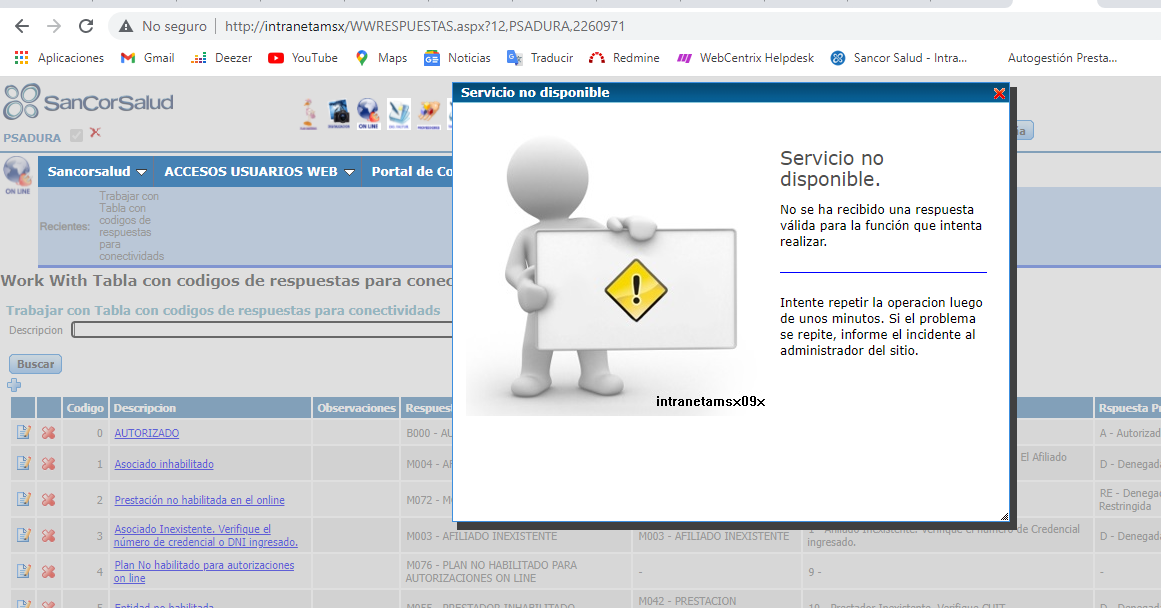 No seguro
http://intranetamsx/WWRESPUESTAS.aspx?12,PSADURA,2260971
Aplicaciones
Gmail
Deezer
YouTube
Maps
Noticias
Traducir
Redmine
WebCentrix Helpdesk
Sancor Salud - Intra...
Autogestión Presta...
SanCorSalud
PSADURA
ON LINE
ON LINE
Sancorsalud
ACCESOS USUARIOS WEB
Portal de Co
Recientes:
Trabajar con
Tabla con
codigos de
respuestas
para
conectividads
Work With Tabla con codigos de respuestas para conec
Trabajar con Tabla con codigos de respuestas para conectividads
Descripcion
Buscar
Servicio no disponible
Servicio no
disponible.
No se ha recibido una respuesta
válida para la función que intenta
realizar.
Intente repetir la operacion luego
de unos minutos. Si el problema
se repite, informe el incidente al
administrador del sitio.
intranetamsx09x
Codigo
Descripcion
Observaciones
Respues
Rspuesta Pr
0
AUTORIZADO
B000 - AU
A - Autorizad
1
Asociado inhabilitado
M004 - AF
El Afiliado
D - Denegad
2
Prestación no habilitada en el online
M072 - M
RE - Denega
Restringida
3
Asociado Inexistente. Verifique el
número de credencial o DNI ingresado.
M003 - AFILIADO INEXISTENTE
M003 - AFILIADO INEXISTENTE
1 - Afiliado Inexistente. Verifique el número de Credencial
ingresado.
D - Denegad
4
Plan No habilitado para autorizaciones
on line
M076 - PLAN NO HABILITADO PARA
AUTORIZACIONES ON LINE
-
9 -
-
5
Entidad no habilitada
M055 - PRESTADOR INHABILITADO
M042 - PRESTACION
10 - Prestador Inexistente. Verifique CUIT
D - Denegad